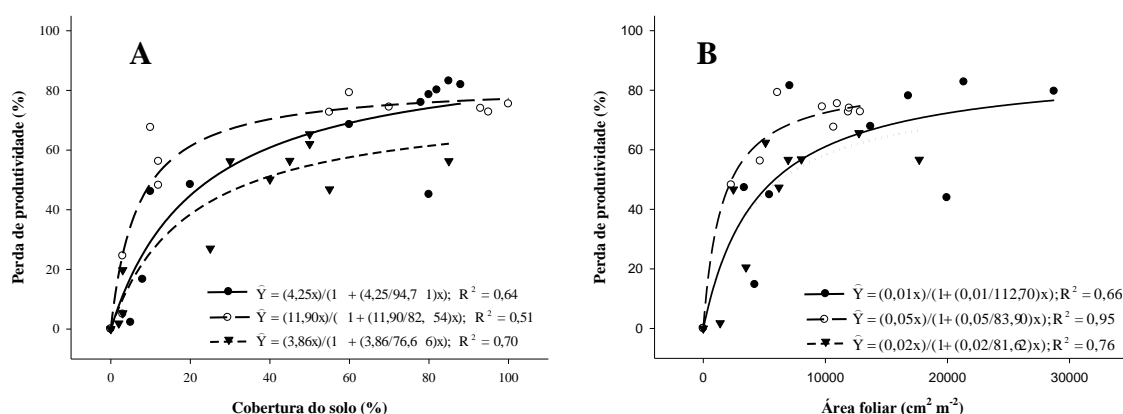 A
Perda de produtividade (%)
100
80
60
40
20
0
Ŷ = (4,25x)/(1 + (4,25/94,7 1)x); R² = 0,64
Ŷ = (11,90x)/( 1 + (11,90/82, 54)x); R² = 0,51
Ŷ = (3,86x)/(1 + (3,86/76,6 6)x); R² = 0,70
0 20 40 60 80 100
Cobertura do solo (%)
B
Perda de produtividade (%)
100
80
60
40
20
0
Ŷ = (0,01x)/(1+ (0,01/112,70)x); R² = 0,66
Ŷ = (0,05x)/(1+ (0,05/83,90)x); R² = 0,95
Ŷ = (0,02x)/(1+ (0,02/81,62)x); R² = 0,76
0 10000 20000 30000
Área foliar (cm² m⁻²)